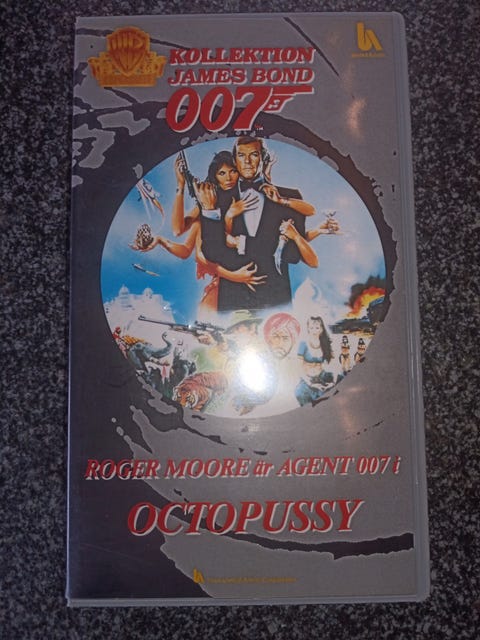 KOLLEKTION
JAMES BOND
007
ROGER MOORE är AGENT 007 i
OCTOPUSSY